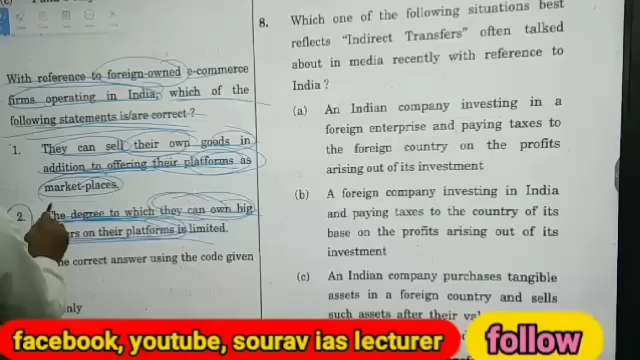 With reference to foreign-owned e-commerce
firms operating in India, which of the
following statements is/are correct ?
1. They can sell their own goods in
addition to offering their platforms as
market-places.
2. The degree to which they can own big
on their platforms is limited.
correct answer using the code given
8. Which one of the following situations best
reflects “Indirect Transfers” often talked
about in media recently with reference to
India ?
(a) An Indian company investing in a
foreign enterprise and paying taxes to
the foreign country on the profits
arising out of its investment
(b) A foreign company investing in India
and paying taxes to the country of its
base on the profits arising out of its
investment
(c) An Indian company purchases tangible
assets in a foreign country and sells
such assets after their
facebook, youtube, sourav ias lecturer
follow